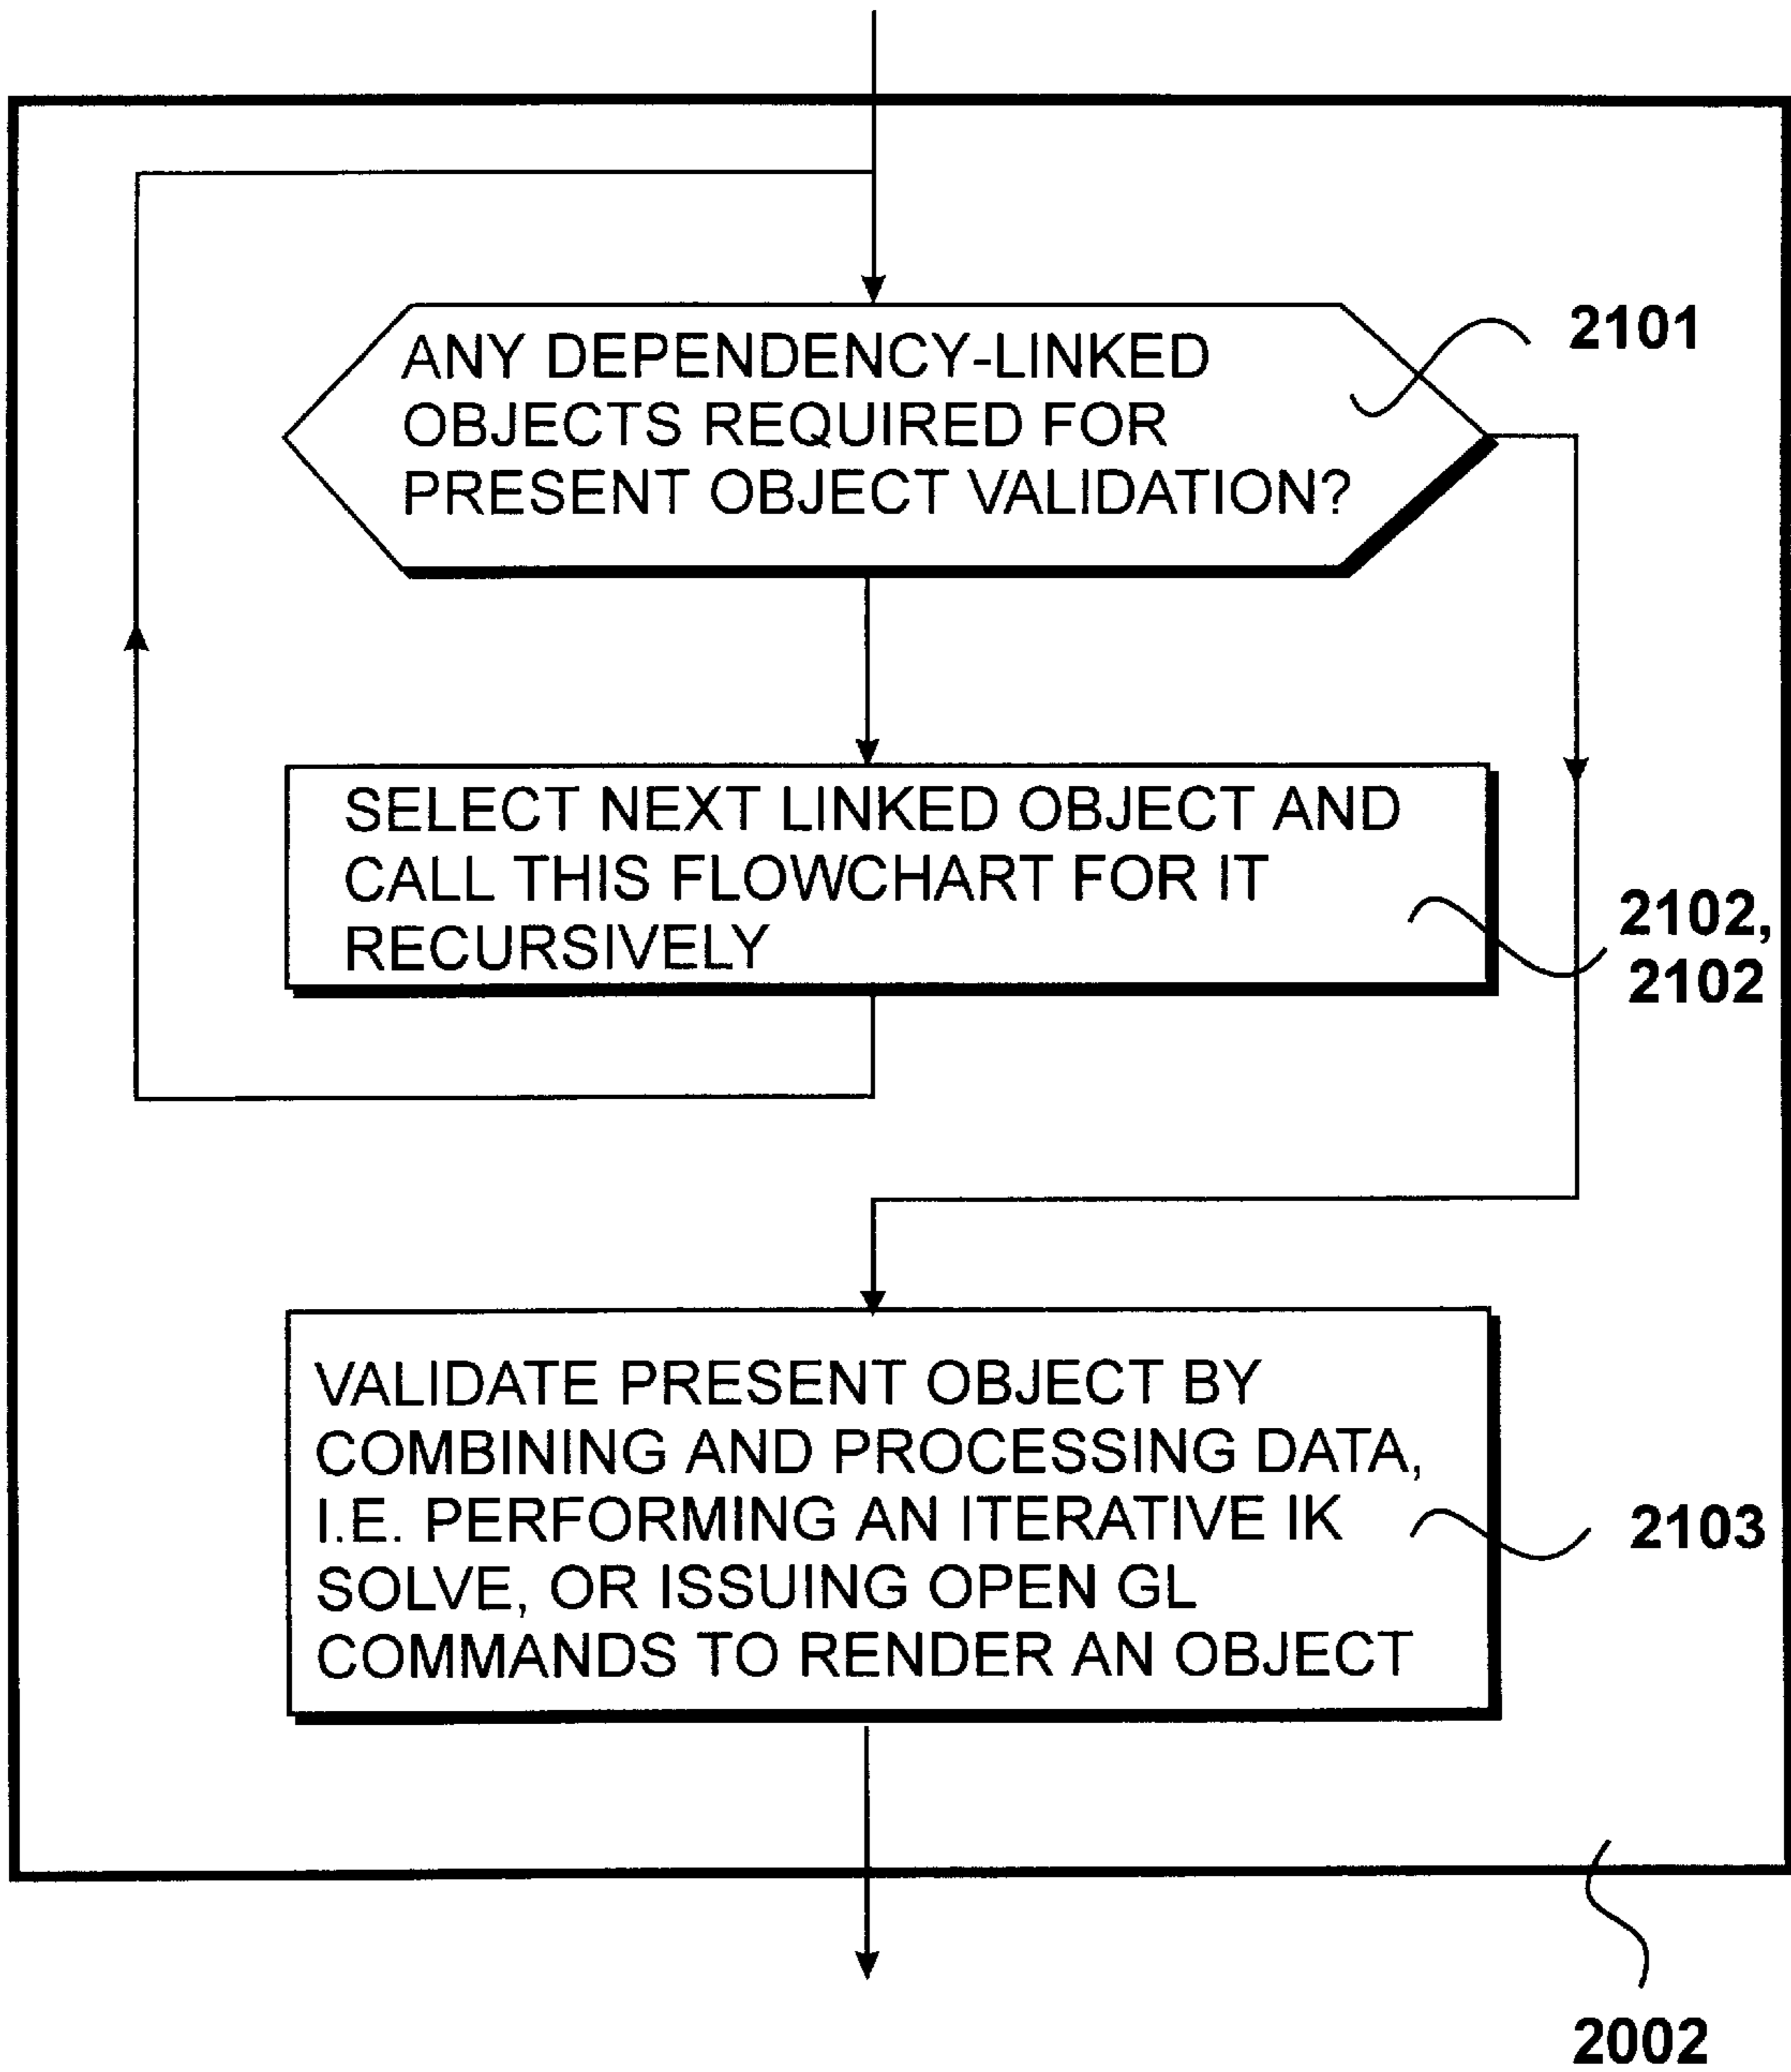 ANY DEPENDENCY-LINKED
OBJECTS REQUIRED FOR
PRESENT OBJECT VALIDATION?
2101
SELECT NEXT LINKED OBJECT AND
CALL THIS FLOWCHART FOR IT
RECURSIVELY
2102,
2102
VALIDATE PRESENT OBJECT BY
COMBINING AND PROCESSING DATA,
I.E. PERFORMING AN ITERATIVE IK
SOLVE, OR ISSUING OPEN GL
COMMANDS TO RENDER AN OBJECT
2103
2002